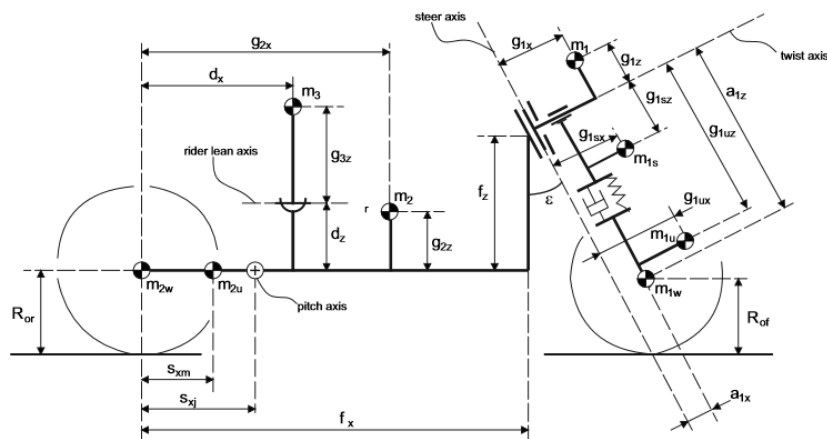 steer axis
g1x
m1
g1z
twist axis
g2x
dx
m3
g1sz
a1z
g1uz
g1sx
m1s
rider lean axis
g3z
fz
ε
r
m2
dz
g2z
g1ux
m1u
m2w
m2u
pitch axis
m1w
Ror
Rof
sxm
sxj
fx
a1x